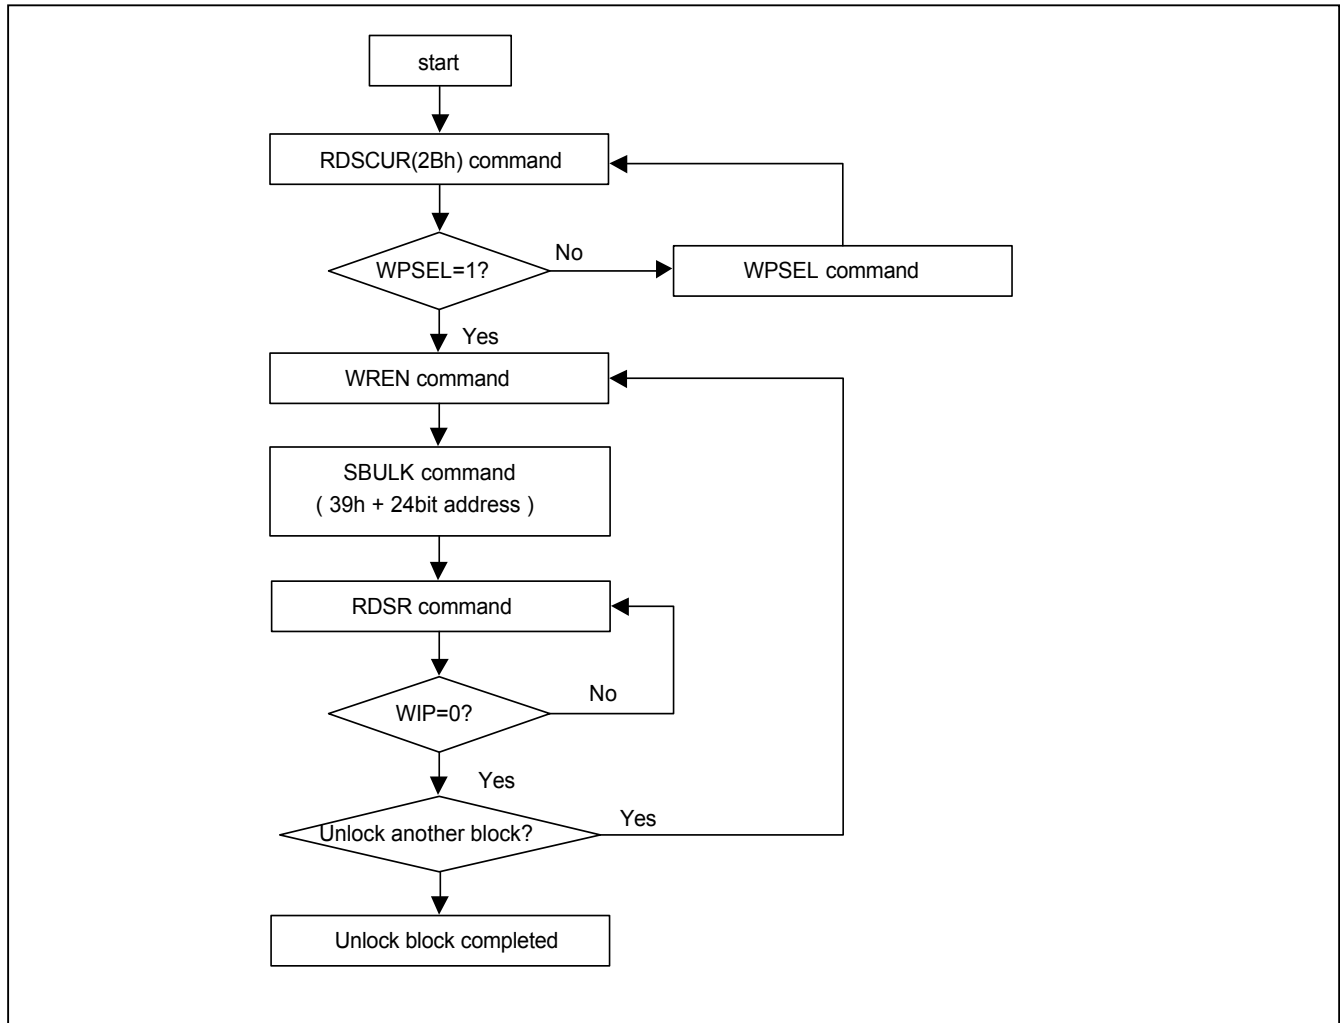 start
RDSCUR(2Bh) command
WPSEL=1?
No
WPSEL command
Yes
WREN command
SBULK command
( 39h + 24bit address )
RDSR command
WIP=0?
No
Yes
Unlock another block?
Yes
Unlock block completed